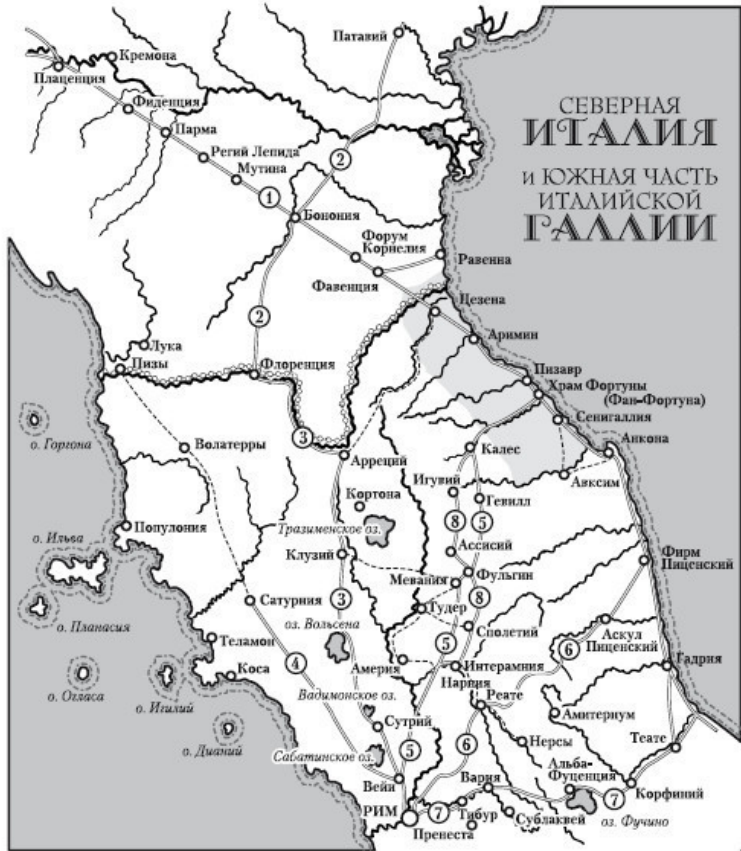 СЕВЕРНАЯ
ИТАЛИЯ
и ЮЖНАЯ ЧАСТЬ
ИТАЛИЙСКОЙ
ГАЛЛИИ
Патавий
Кремона
Плаценция
Фиденция
Парма
Регий Лепида
Мутина
2
1
Бонония
Форум
Корнелия
Равенна
Фавенция
Цезена
2
Аримин
Лука
Пизы
Флоренция
Пизавр
Храм Фортуны
(Фан-Фортуна)
Сенигаллия
о. Горгона
Волатерры
3
Арреций
Калес
Анкона
Кортона
Игувий
Гевилл
Авксим
Популония
Тразименское оз.
8
5
о. Ильва
Клузий
Ассисий
Фирм
Пиценский
Мевания
Фульгин
о. Планасия
Сатурния
3
Тудер
8
Сполетий
Аскул
Пиценский
оз. Вольсена
Теламон
4
5
6
Гадрия
Коса
Америя
Интерамния
Нарния
о. Огласа
о. Игилий
Вадимонское оз.
Реате
Амитернум
о. Дианий
Сутрий
5
6
Нерсы
Теате
Сабатинское оз.
Вейи
Вария
Альба-
Фуценция
РИМ
7
Тибур
7
Корфиний
Пренеста
Сублаквей
оз. Фучино